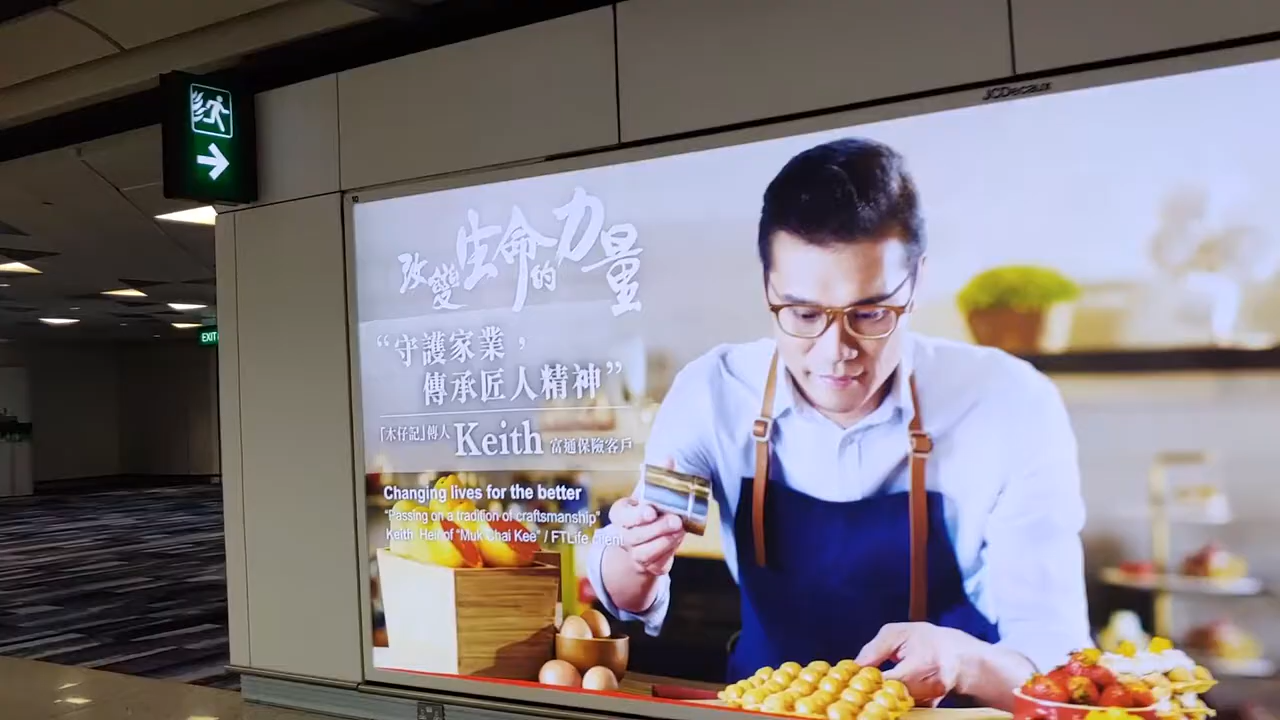 JCDecaux
EXIT
改變生命的力量
“守護家業，
傳承匠人精神”
「木仔記」傳人 Keith 富通保險客戶
Changing lives for the better
“Passing on a tradition of craftsmanship”
Keith Heir of “Muk Chai Kee” / FTLife client